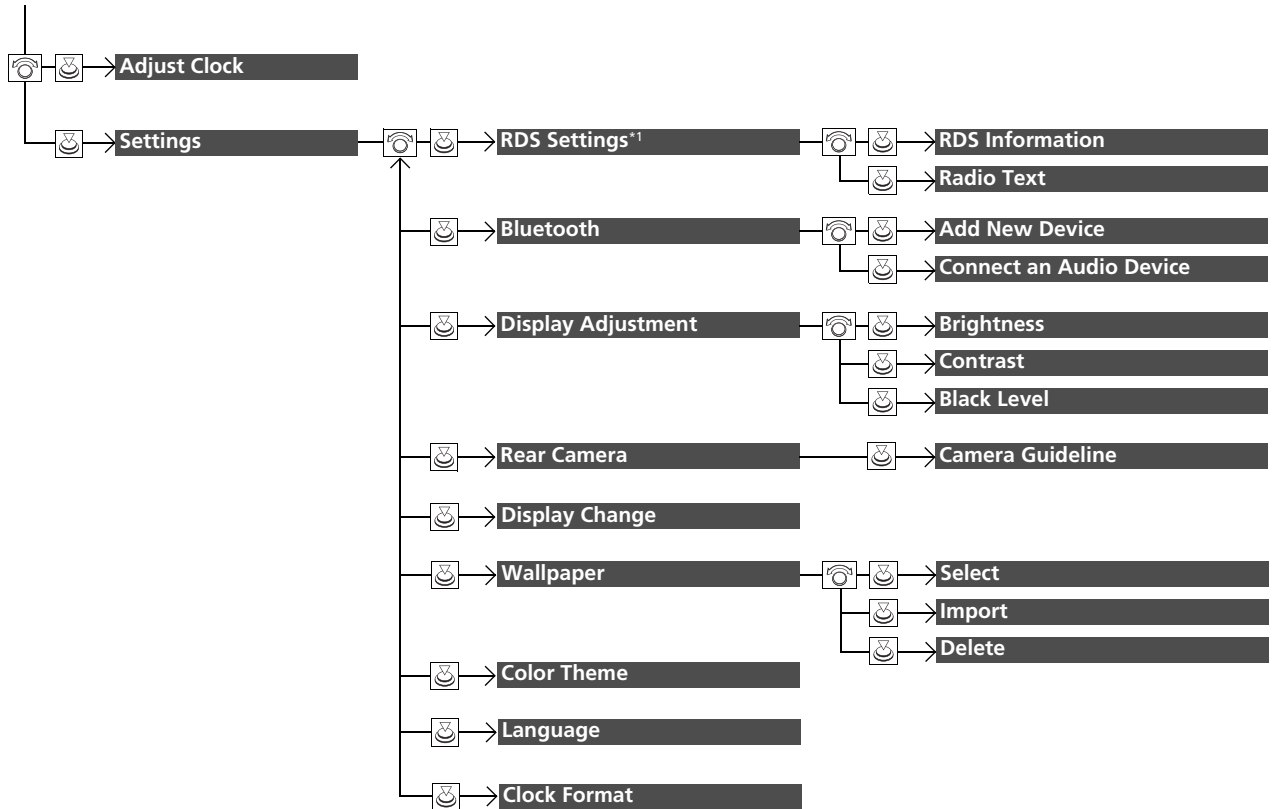 Adjust Clock
Settings
RDS Settings*1
RDS Information
Radio Text
Bluetooth
Add New Device
Connect an Audio Device
Display Adjustment
Brightness
Contrast
Black Level
Rear Camera
Camera Guideline
Display Change
Wallpaper
Select
Import
Delete
Color Theme
Language
Clock Format